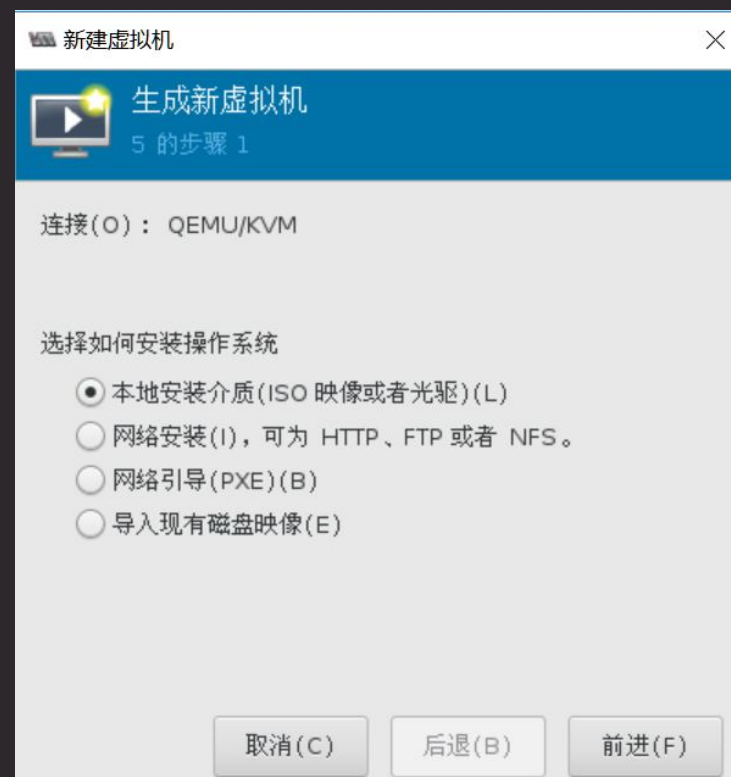 新建虚拟机
生成新虚拟机
5 的步骤 1
连接(O)： QEMU/KVM
选择如何安装操作系统
本地安装介质(ISO 映像或者光驱)(L)
网络安装(I)，可为 HTTP、FTP 或者 NFS。
网络引导(PXE)(B)
导入现有磁盘映像(E)
取消(C) 后退(B) 前进(F)